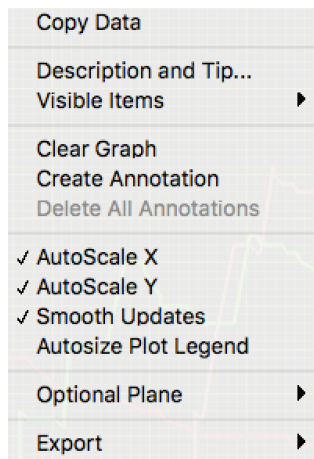 Copy Data
Description and Tip...
Visible Items
Clear Graph
Create Annotation
Delete All Annotations
✓ AutoScale X
✓ AutoScale Y
✓ Smooth Updates
Autosize Plot Legend
Optional Plane
Export